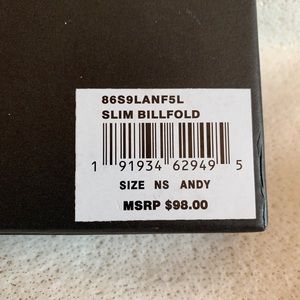 86S9LANF5L
SLIM BILLFOLD
1 91934 62949 5
SIZE NS ANDY
MSRP $98.00